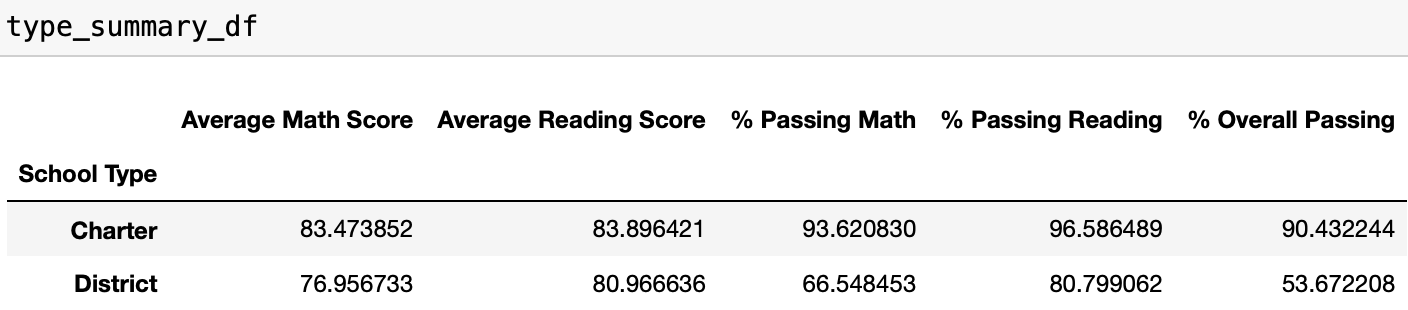 type_summary_df
Average Math Score Average Reading Score % Passing Math % Passing Reading % Overall Passing
School Type
Charter 83.473852 83.896421 93.620830 96.586489 90.432244
District 76.956733 80.966636 66.548453 80.799062 53.672208